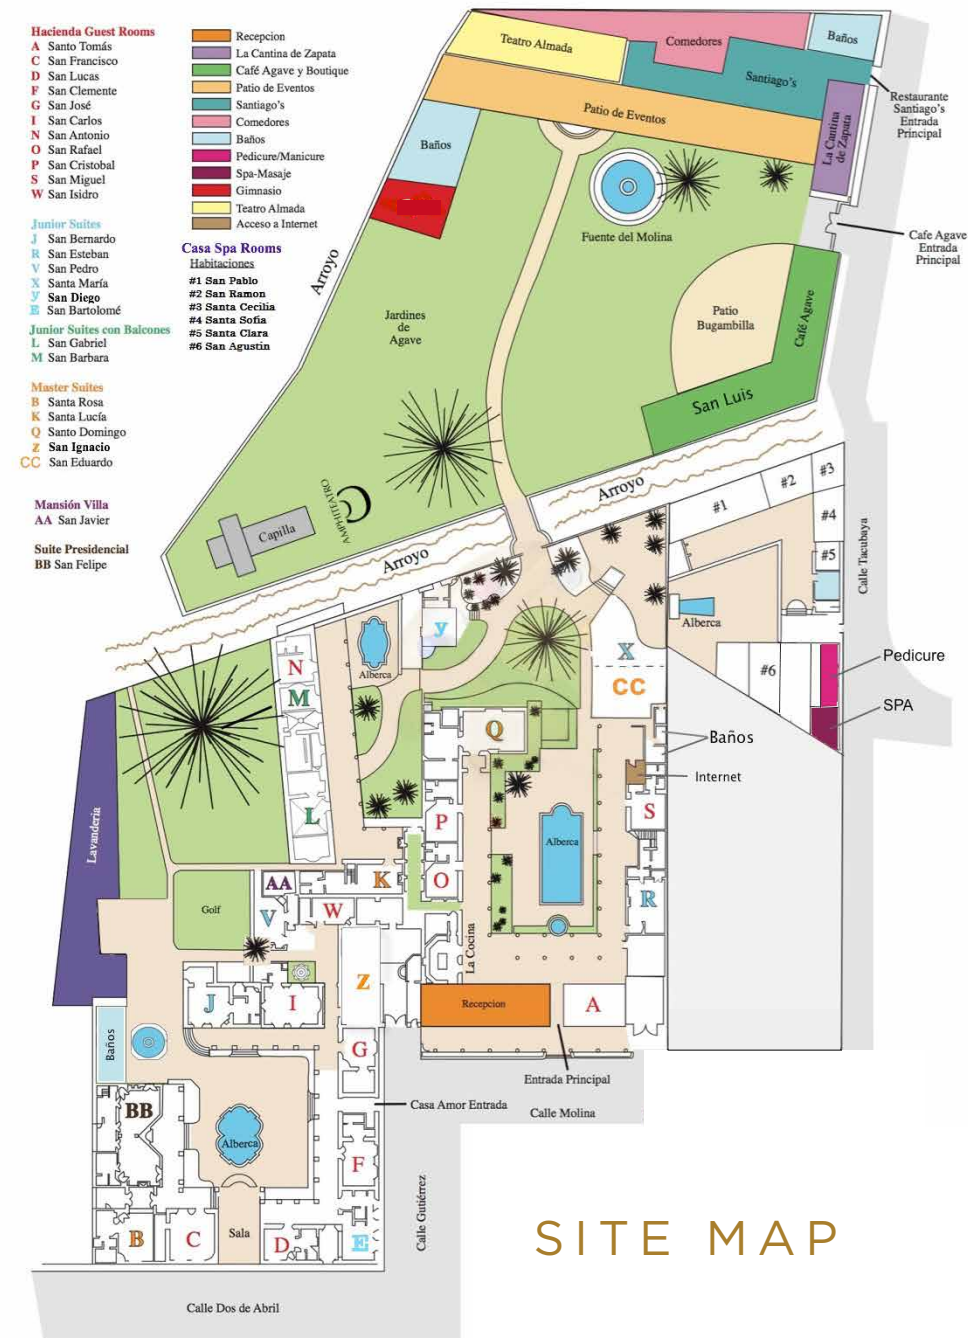 Hacienda Guest Rooms
A Santo Tomás
C San Francisco
D San Lucas
F San Clemente
G San José
I San Carlos
N San Antonio
O San Rafael
P San Cristobal
S San Miguel
W San Isidro
Junior Suites
J San Bernardo
R San Esteban
V San Pedro
X Santa María
y San Diego
E San Bartolomé
Junior Suites con Balcones
L San Gabriel
M San Barbara
Master Suites
B Santa Rosa
K Santa Lucía
Q Santo Domingo
Z San Ignacio
CC San Eduardo
Mansión Villa
AA San Javier
Suite Presidencial
BB San Felipe
Recepcion
La Cantina de Zapata
Café Agave y Boutique
Patio de Eventos
Santiago's
Comedores
Baños
Pedicure/Manicure
Spa-Masaje
Gimnasio
Teatro Almada
Acceso a Internet
Casa Spa Rooms
Habitaciones
#1 San Pablo
#2 San Ramon
#3 Santa Cecilia
#4 Santa Sofia
#5 Santa Clara
#6 San Agustin
Teatro Almada
Comedores
Baños
Santiago's
Patio de Eventos
La Cantina
de Zapata
Restaurante
Santiago's
Entrada
Principal
Baños
Fuente del Molina
Cafe Agave
Entrada
Principal
Arroyo
Jardines
de
Agave
Patio
Bugambilla
Café Agave
San Luis
AMPHITEATRO
Capilla
Arroyo
Arroyo
#1
#2
#3
#4
#5
#6
Calle Tacubaya
Alberca
Pedicure
SPA
y
X
CC
Alberca
N
M
L
Q
Baños
Internet
P
S
Alberca
Lavanderia
AA
K
O
R
Golf
V
W
La Cocina
Z
J
I
Recepcion
A
Baños
G
Entrada Principal
Casa Amor Entrada
Calle Molina
BB
Alberca
F
Calle Gutiérrez
B
C
Sala
D
E
SITE MAP
Calle Dos de Abril